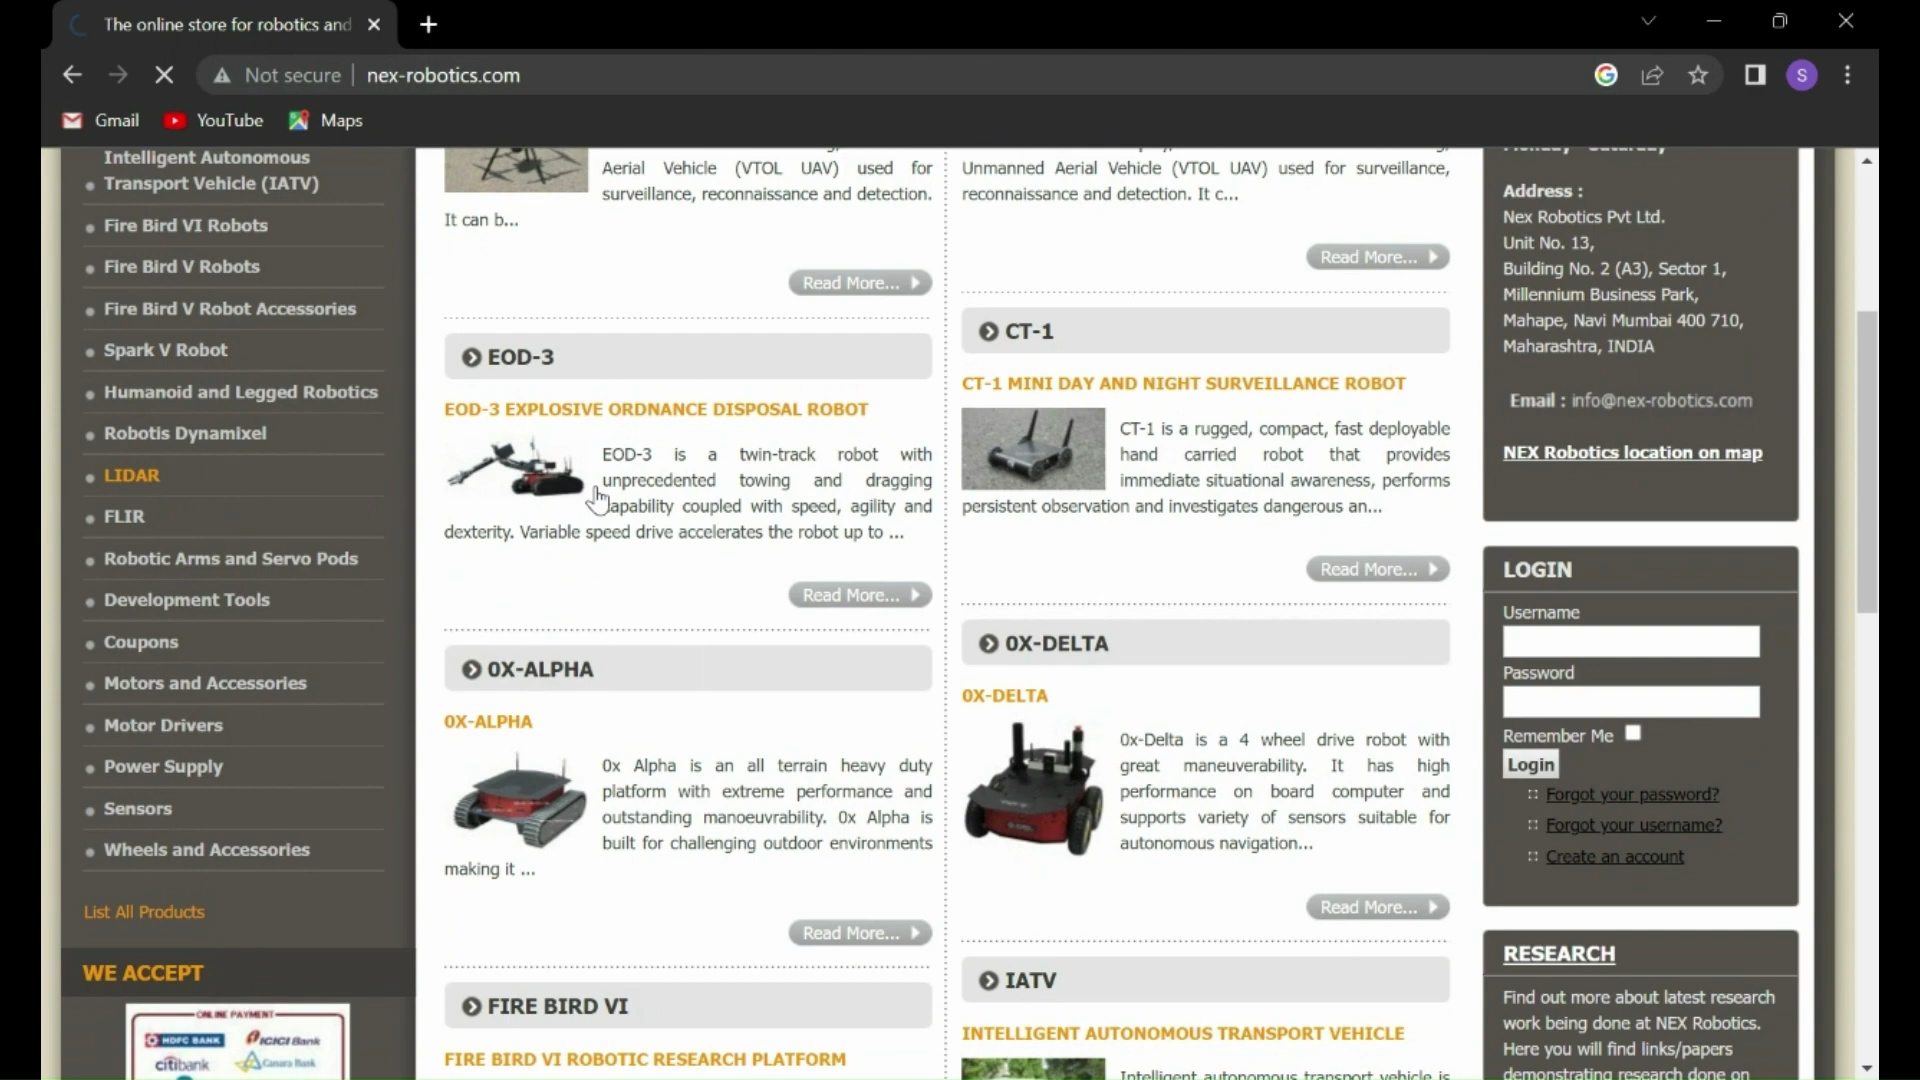 The online store for robotics and
Not secure
nex-robotics.com
S
Gmail
YouTube
Maps
Intelligent Autonomous
Transport Vehicle (IATV)
Fire Bird VI Robots
Fire Bird V Robots
Fire Bird V Robot Accessories
Spark V Robot
Humanoid and Legged Robotics
Robotis Dynamixel
LIDAR
FLIR
Robotic Arms and Servo Pods
Development Tools
Coupons
Motors and Accessories
Motor Drivers
Power Supply
Sensors
Wheels and Accessories
List All Products
WE ACCEPT
ONLINE PAYMENT
HDFC BANK
ICICI Bank
citibank
Canara Bank
Aerial Vehicle (VTOL UAV) used for
surveillance, reconnaissance and detection.
It can b...
Read More...
EOD-3
EOD-3 EXPLOSIVE ORDNANCE DISPOSAL ROBOT
EOD-3 is a twin-track robot with
unprecedented towing and dragging
capability coupled with speed, agility and
dexterity. Variable speed drive accelerates the robot up to ...
Read More...
0X-ALPHA
0X-ALPHA
0x Alpha is an all terrain heavy duty
platform with extreme performance and
outstanding manoeuvrability. 0x Alpha is
built for challenging outdoor environments
making it ...
Read More...
FIRE BIRD VI
FIRE BIRD VI ROBOTIC RESEARCH PLATFORM
Unmanned Aerial Vehicle (VTOL UAV) used for surveillance,
reconnaissance and detection. It c...
Read More...
CT-1
CT-1 MINI DAY AND NIGHT SURVEILLANCE ROBOT
CT-1 is a rugged, compact, fast deployable
hand carried robot that provides
immediate situational awareness, performs
persistent observation and investigates dangerous an...
Read More...
0X-DELTA
0X-DELTA
0x-Delta is a 4 wheel drive robot with
great maneuverability. It has high
performance on board computer and
supports variety of sensors suitable for
autonomous navigation...
Read More...
IATV
INTELLIGENT AUTONOMOUS TRANSPORT VEHICLE
Intelligent autonomous transport vehicle is
Monday - Saturday
Address :
Nex Robotics Pvt Ltd.
Unit No. 13,
Building No. 2 (A3), Sector 1,
Millennium Business Park,
Mahape, Navi Mumbai 400 710,
Maharashtra, INDIA
Email : info@nex-robotics.com
NEX Robotics location on map
LOGIN
Username
Password
Remember Me
Login
Forgot your password?
Forgot your username?
Create an account
RESEARCH
Find out more about latest research
work being done at NEX Robotics.
Here you will find links/papers
demonstrating research done on